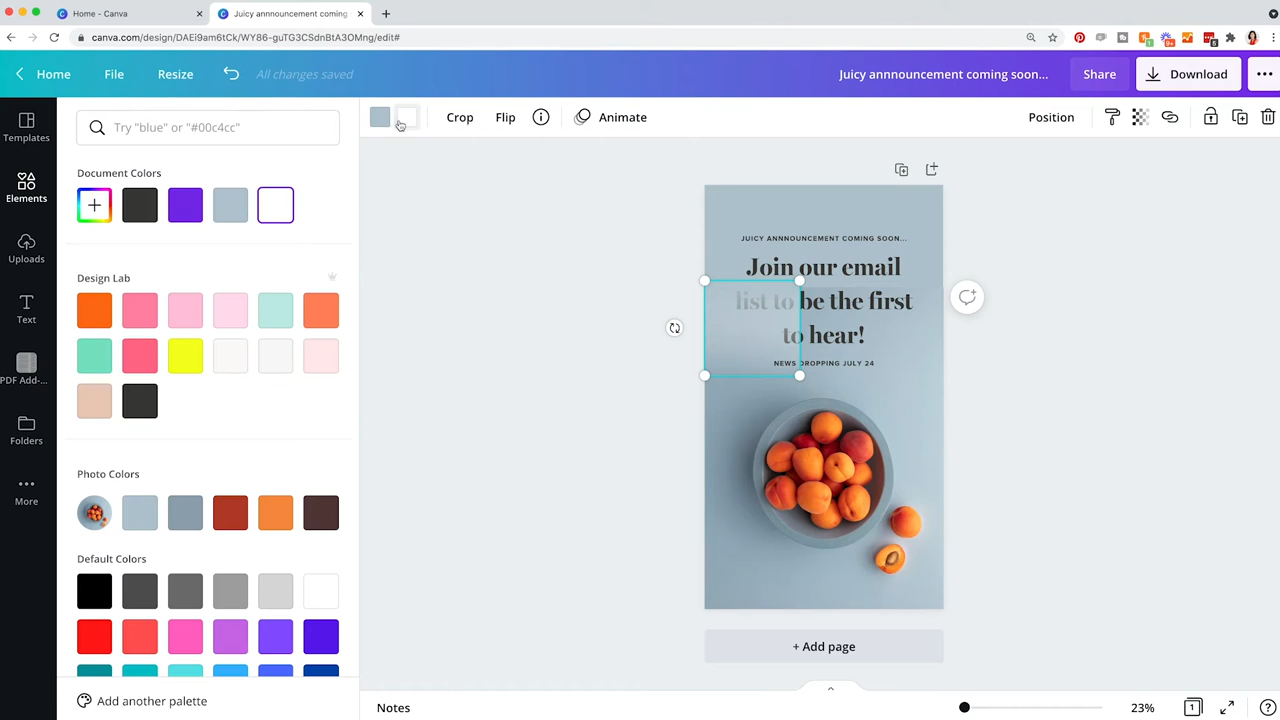 Home - Canva
Juicy annnouncement coming
canva.com/design/DAEi9am6tCk/WY86-guTG3CSdnBtA3OMng/edit#
Home
File
Resize
All changes saved
Juicy annnouncement coming soon...
Share
Download
Templates
Elements
Uploads
Text
PDF Add-...
Folders
More
Try "blue" or "#00c4cc"
Document Colors
Design Lab
Photo Colors
Default Colors
Add another palette
Crop
Flip
Animate
Position
JUICY ANNNOUNCEMENT COMING SOON...
Join our email
list to be the first
to hear!
NEWS DROPPING JULY 24
+ Add page
Notes
23%
1